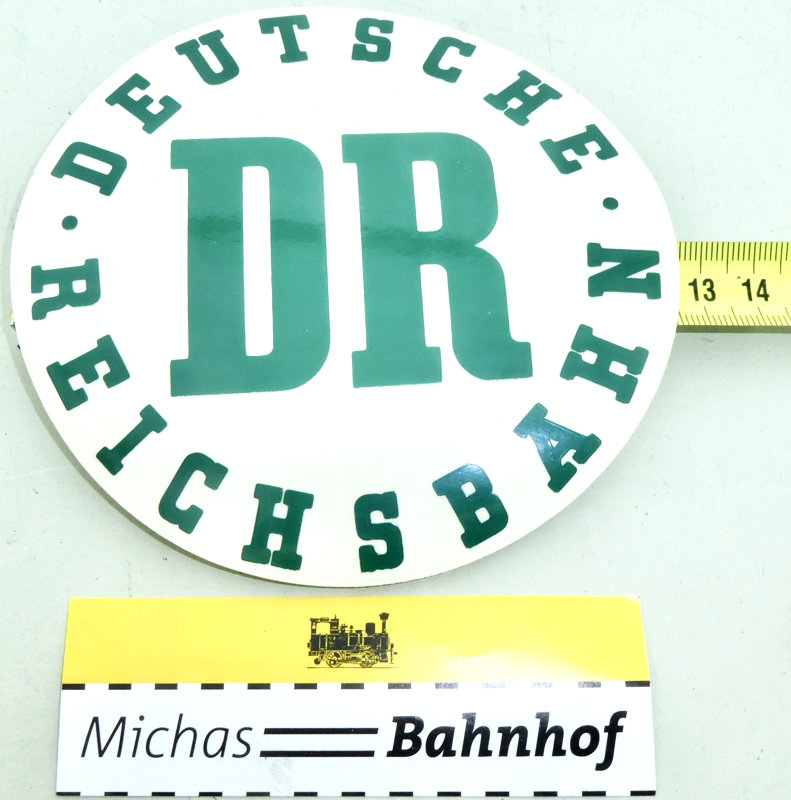 • DEUTSCHE •
REICHSBAHN
DR
13 14
Michas Bahnhof